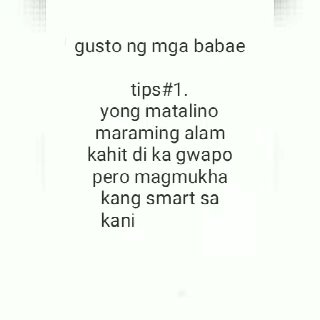 gusto ng mga babae
tips#1.
yong matalino
maraming alam
kahit di ka gwapo
pero magmukha
kang smart sa
kani